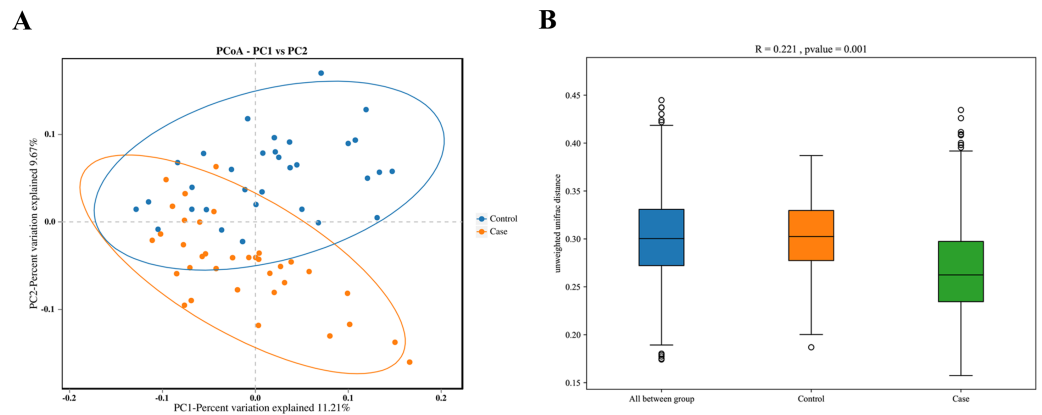 A
PCoA - PC1 vs PC2
PC2-Percent variation explained 9.67%
0.1
0.0
-0.1
-0.2
-0.1
0.0
0.1
0.2
PC1-Percent variation explained 11.21%
Control
Case
B
R = 0.221 , pvalue = 0.001
unweighted unifrac distance
0.45
0.40
0.35
0.30
0.25
0.20
0.15
All between group
Control
Case